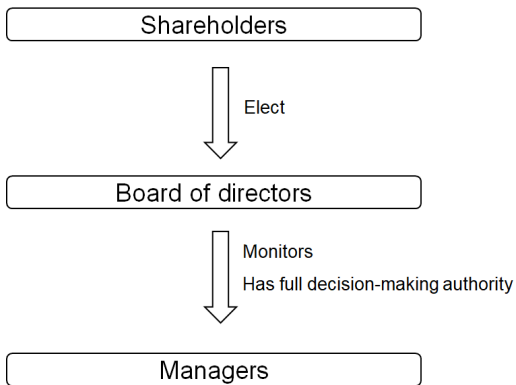 Shareholders
Elect
Board of directors
Monitors
Has full decision-making authority
Managers